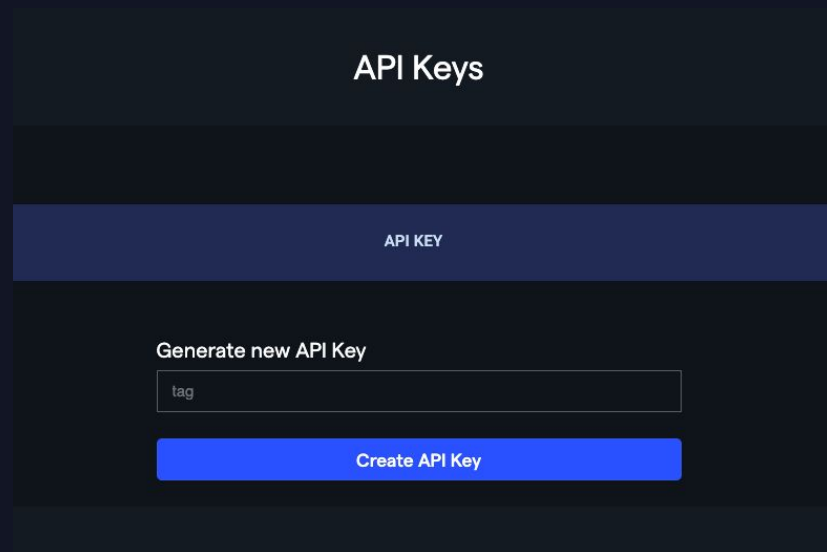 API Keys
API KEY
Generate new API Key
tag
Create API Key